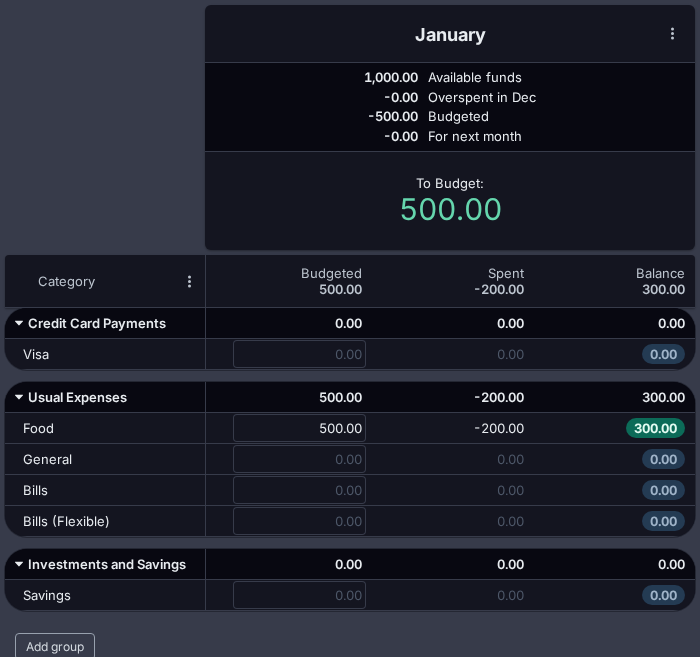 January
1,000.00 Available funds
-0.00 Overspent in Dec
-500.00 Budgeted
-0.00 For next month
To Budget:
500.00
Category Budgeted 500.00 Spent -200.00 Balance 300.00
Credit Card Payments 0.00 0.00 0.00
Visa 0.00 0.00 0.00
Usual Expenses 500.00 -200.00 300.00
Food 500.00 -200.00 300.00
General 0.00 0.00 0.00
Bills 0.00 0.00 0.00
Bills (Flexible) 0.00 0.00 0.00
Investments and Savings 0.00 0.00 0.00
Savings 0.00 0.00 0.00
Add group